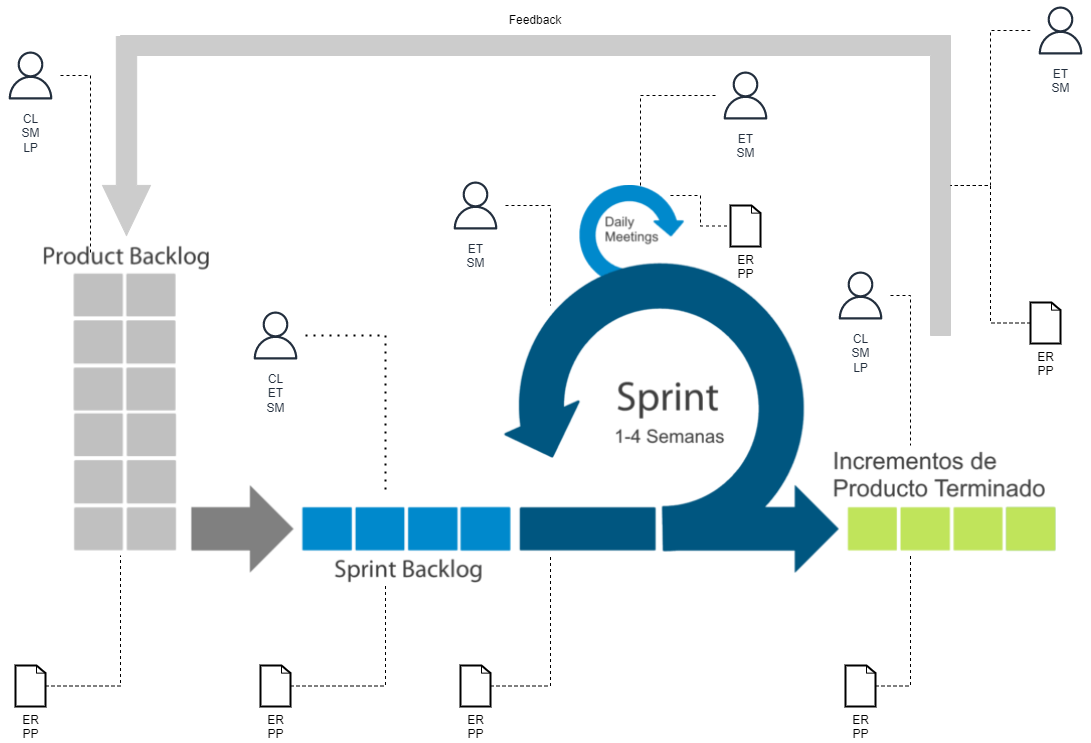 Feedback
ET
SM
CL
SM
LP
ET
SM
ET
SM
Daily
Meetings
ER
PP
Product Backlog
CL
SM
LP
ER
PP
CL
ET
SM
Sprint
1-4 Semanas
Incrementos de
Producto Terminado
Sprint Backlog
ER
PP
ER
PP
ER
PP
ER
PP